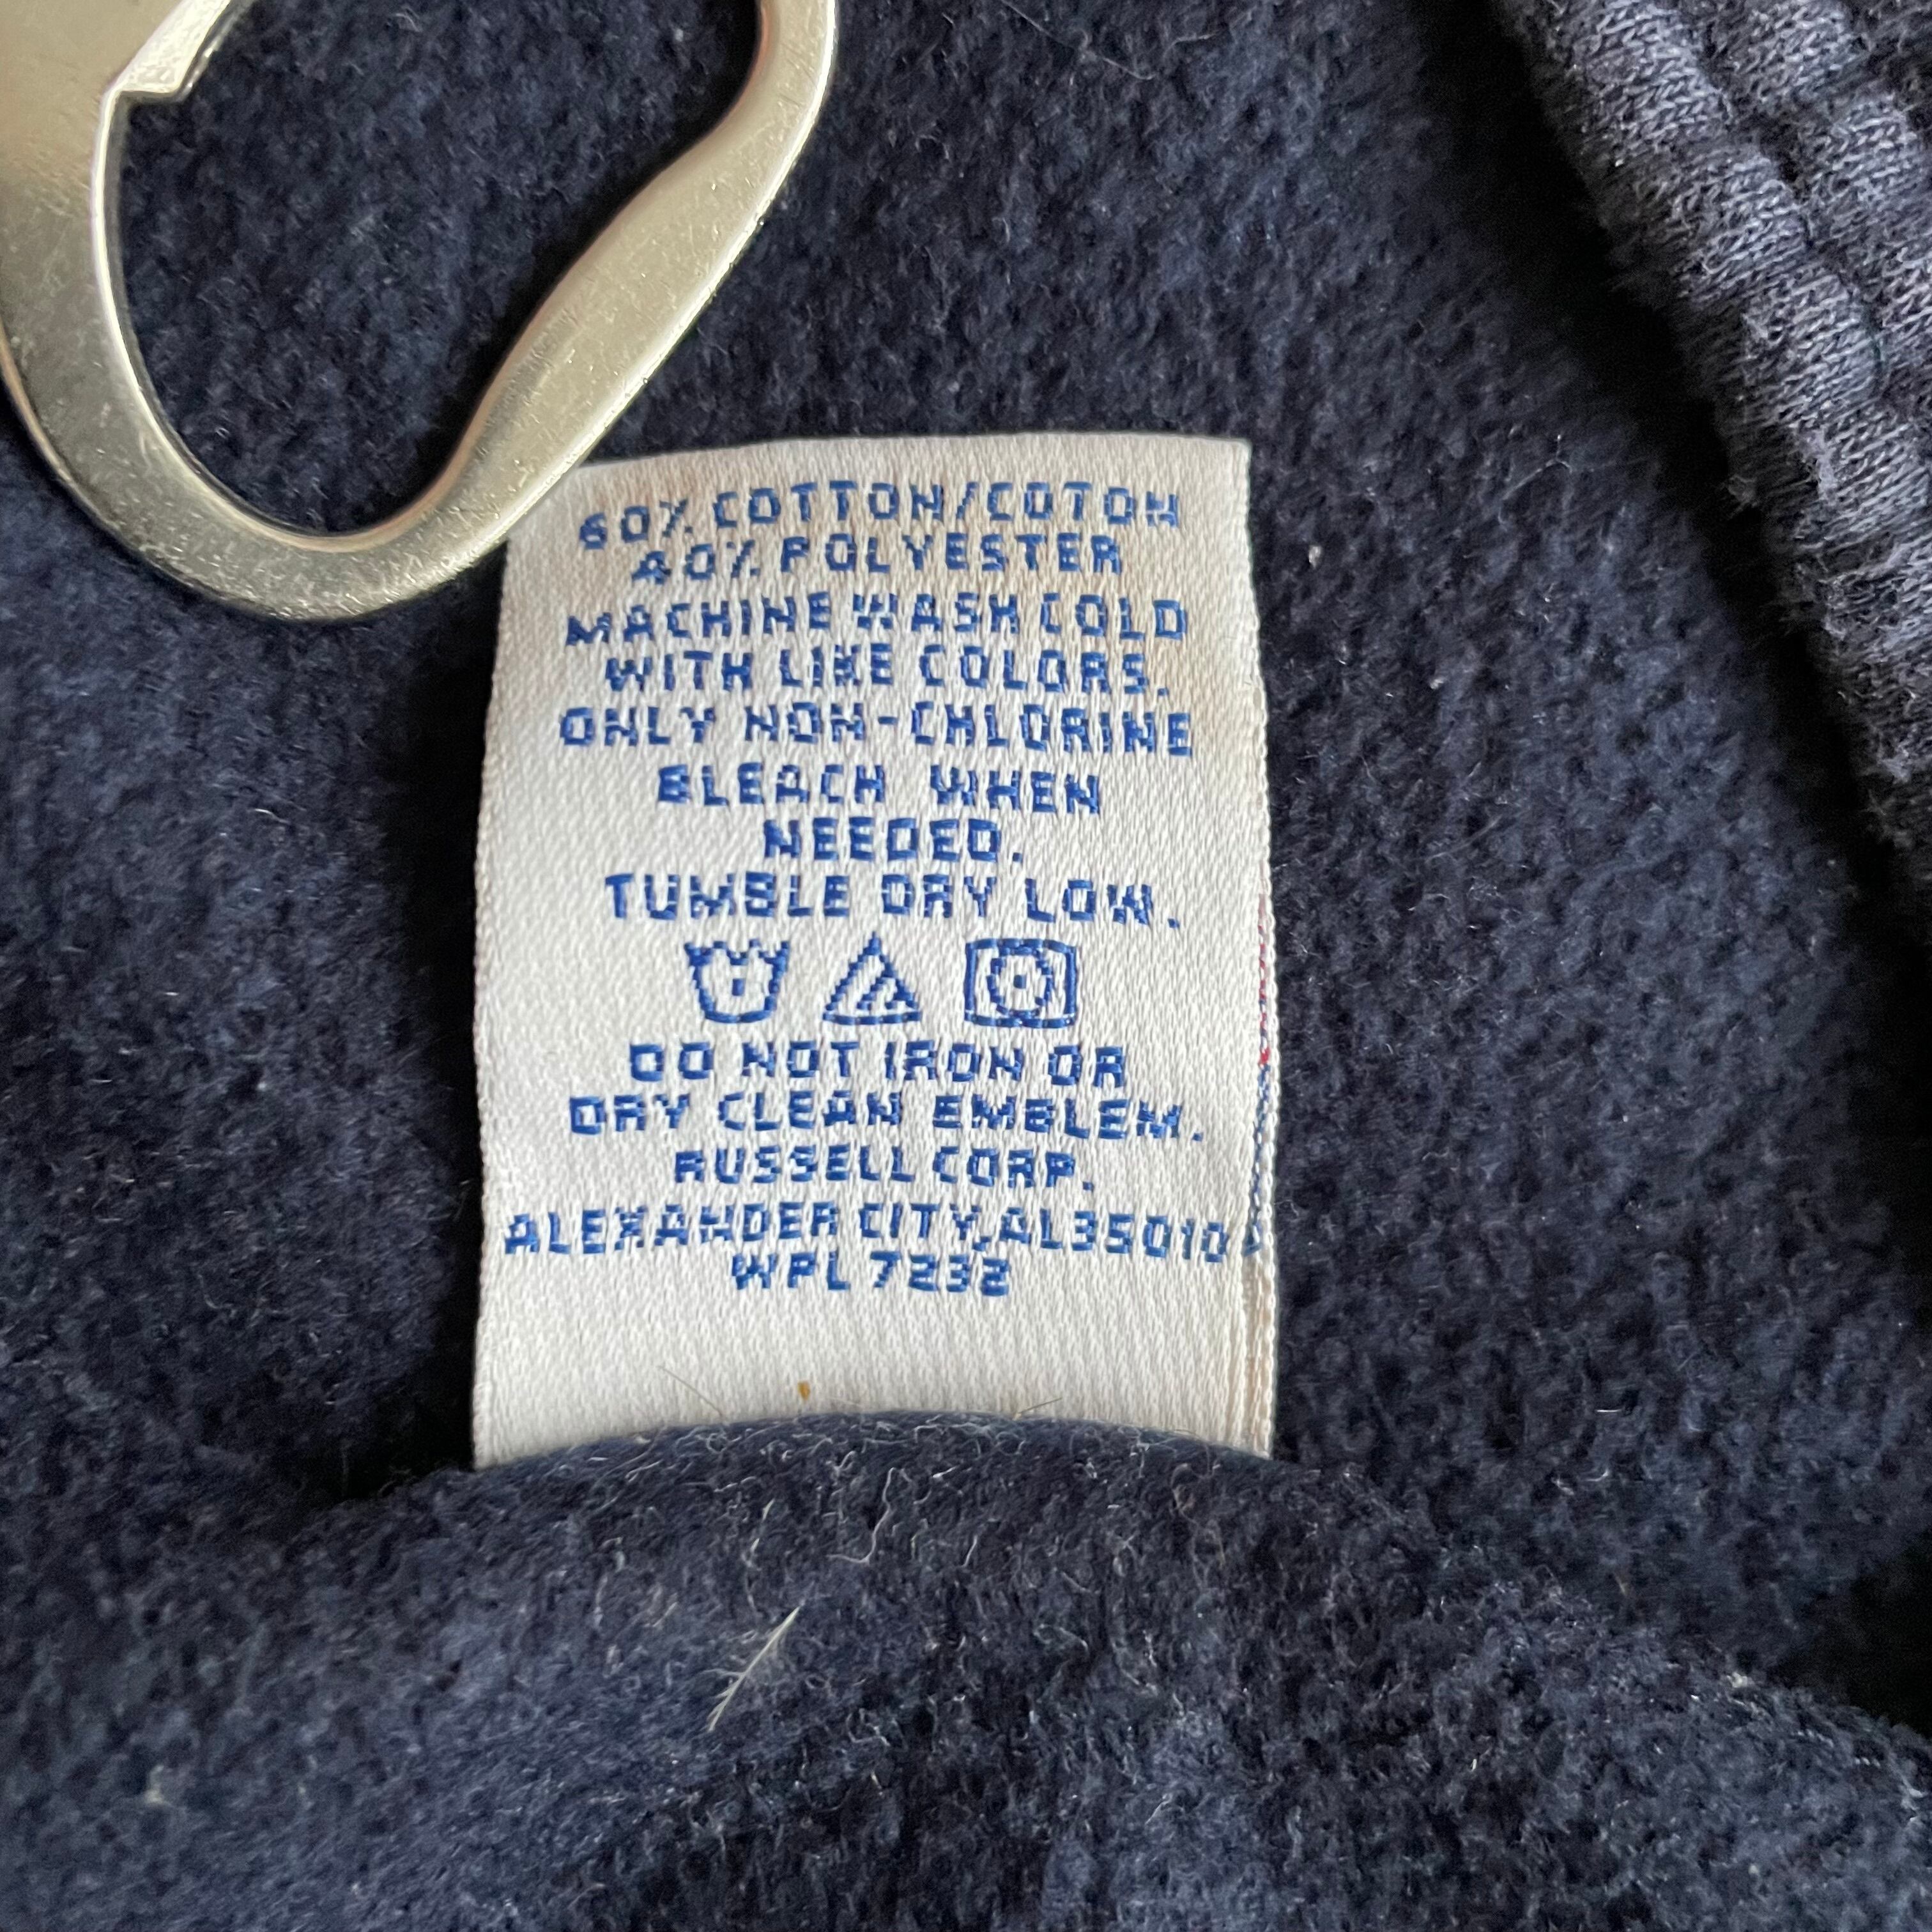 60% COTTON/COTON
40% POLYESTER
MACHINE WASH COLD
WITH LIKE COLORS.
ONLY NON-CHLORINE
BLEACH WHEN
NEEDED.
TUMBLE DRY LOW.
DO NOT IRON OR
DRY CLEAN EMBLEM.
RUSSELL CORP.
ALEXANDER CITY,AL35010
WPL 7232